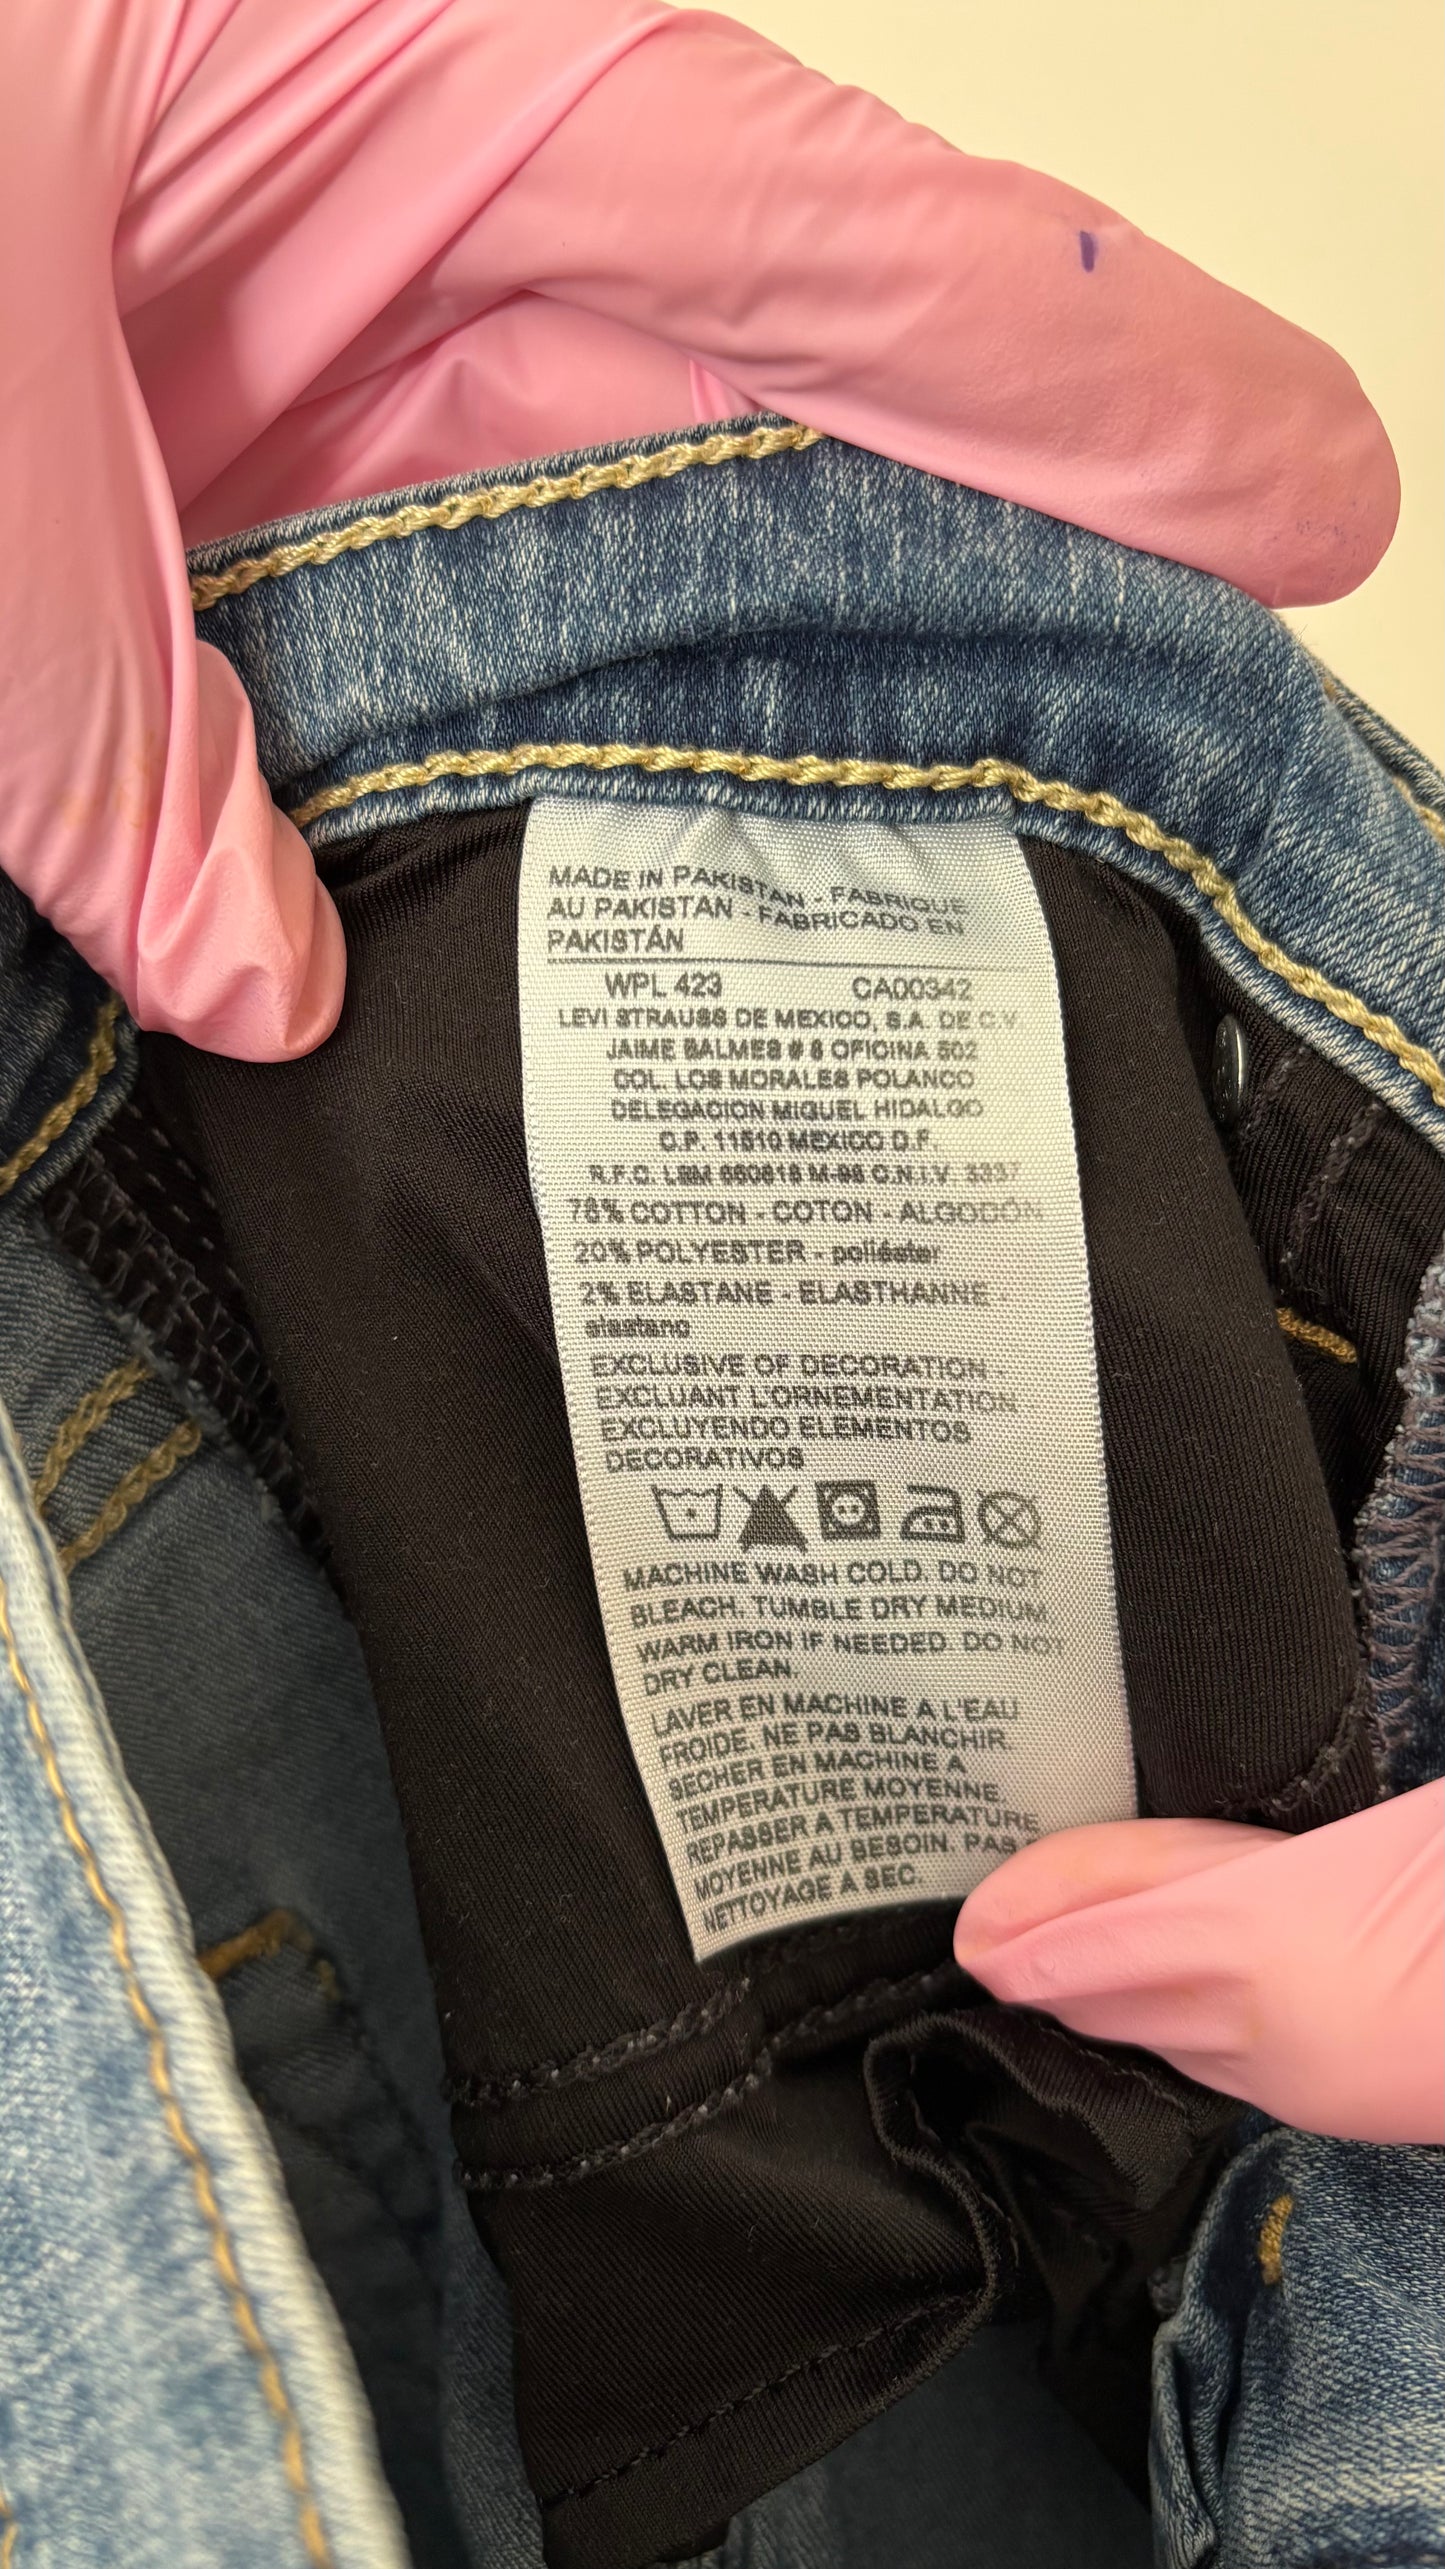 MADE IN PAKISTAN - FABRIQUE
AU PAKISTAN - FABRICADO EN
PAKISTÁN
WPL 423 CA00342
LEVI STRAUSS DE MEXICO, S.A. DE C.V
JAIME BALMES # 8 OFICINA 502
COL. LOS MORALES POLANCO
DELEGACION MIGUEL HIDALGO
C.P. 11510 MEXICO D.F.
R.F.C. LSM 3337
78% COTTON - COTON - ALGODÓN
20% POLYESTER - poliéster
2% ELASTANE - ELASTHANNE -
elastano
EXCLUSIVE OF DECORATION -
EXCLUANT L'ORNEMENTATION -
EXCLUYENDO ELEMENTOS
DECORATIVOS
MACHINE WASH COLD. DO NOT
BLEACH. TUMBLE DRY MEDIUM.
WARM IRON IF NEEDED. DO NOT
DRY CLEAN.
LAVER EN MACHINE A L'EAU
FROIDE. NE PAS BLANCHIR.
SECHER EN MACHINE A
TEMPERATURE MOYENNE.
REPASSER A TEMPERATURE
MOYENNE AU BESOIN. PAS
NETTOYAGE A SEC.